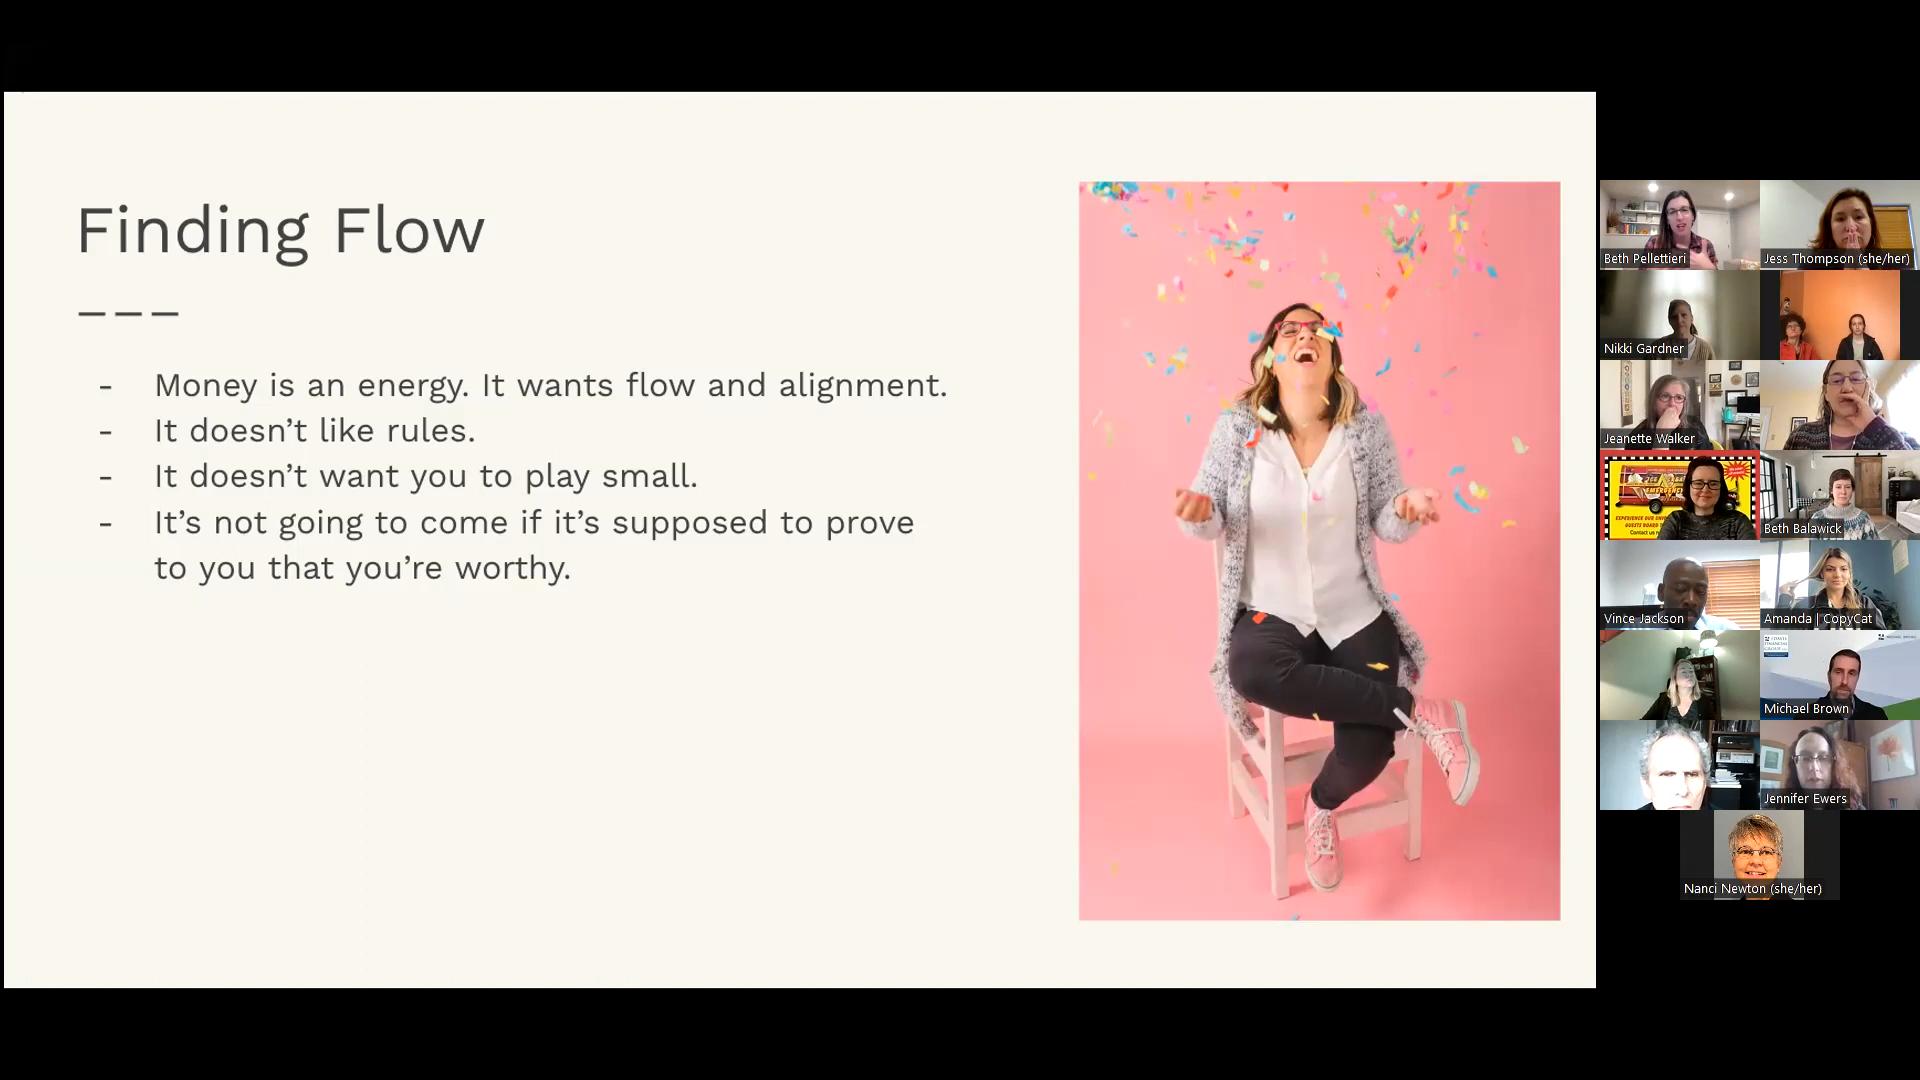 Finding Flow
- Money is an energy. It wants flow and alignment.
- It doesn’t like rules.
- It doesn’t want you to play small.
- It’s not going to come if it’s supposed to prove
to you that you’re worthy.
Beth Pellettieri
Jess Thompson (she/her)
Nikki Gardner
Jeanette Walker
EMERGENCY
Beth Balawick
Vince Jackson
Amanda | CopyCat
Michael Brown
Jennifer Ewers
Nanci Newton (she/her)